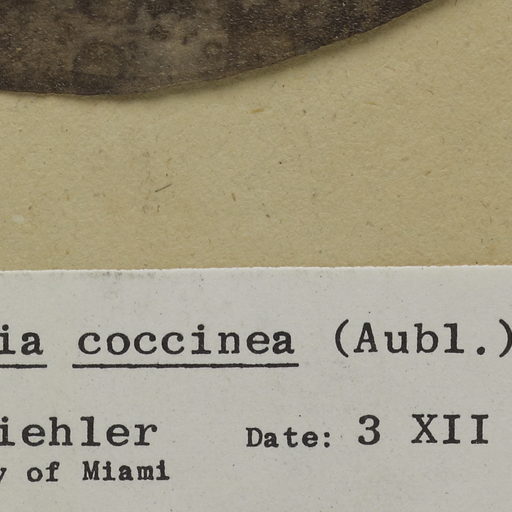 ia coccinea (Aubl.)
iehler Date: 3 XII
y of Miami